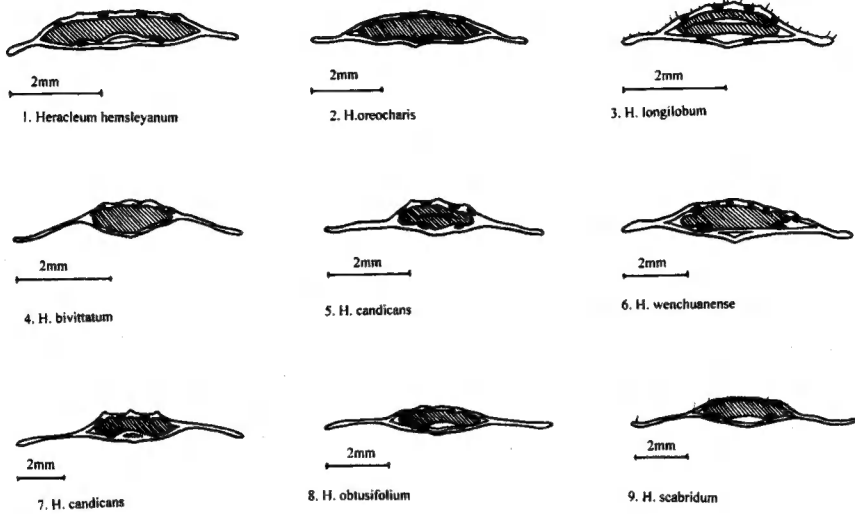 2mm
1. Heracleum hemsleyanum
2mm
2. H.oreocharis
2mm
3. H. longilobum
2mm
4. H. bivittatum
2mm
5. H. candicans
2mm
6. H. wenchuanense
2mm
7. H. candicans
2mm
8. H. obtusifolium
2mm
9. H. scabridum